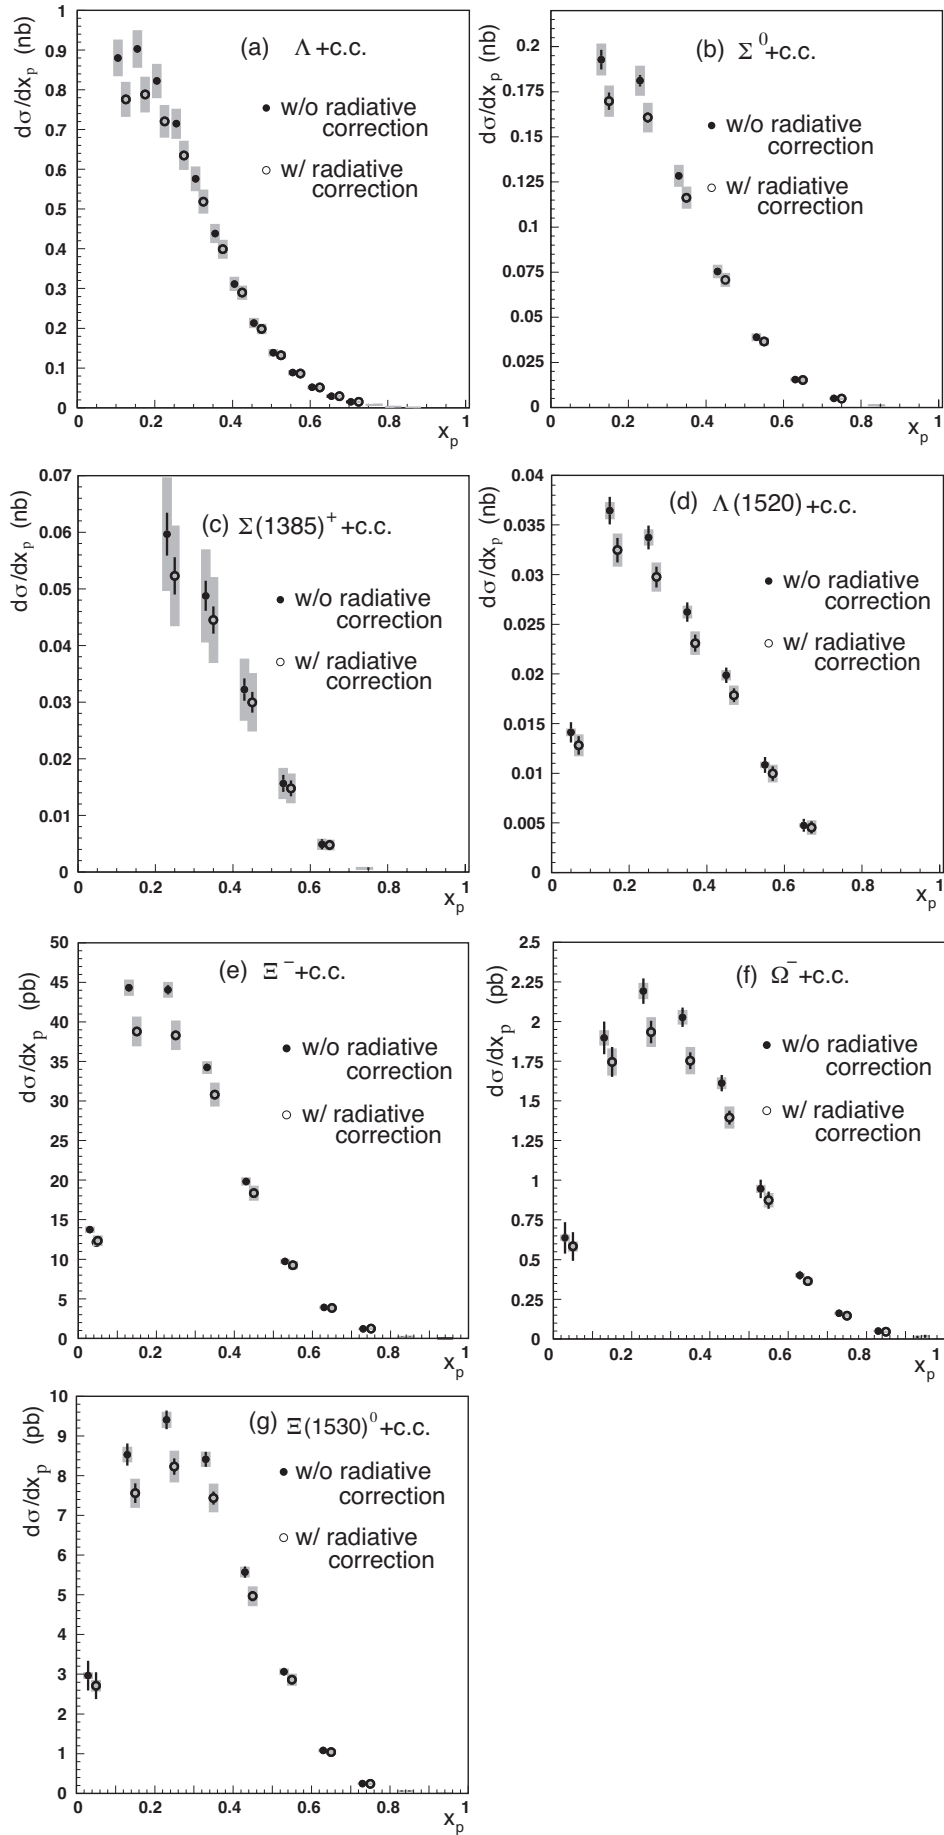 (a) Λ+c.c.
w/o radiative
correction
w/ radiative
correction
dσ/dx_p (nb)
1
0.9
0.8
0.7
0.6
0.5
0.4
0.3
0.2
0.1
0
0 0.2 0.4 0.6 0.8 1
x_p
(b) Σ⁰+c.c.
w/o radiative
correction
w/ radiative
correction
dσ/dx_p (nb)
0.2
0.175
0.15
0.125
0.1
0.075
0.05
0.025
0
0 0.2 0.4 0.6 0.8 1
x_p
(c) Σ(1385)⁺+c.c.
w/o radiative
correction
w/ radiative
correction
dσ/dx_p (nb)
0.07
0.06
0.05
0.04
0.03
0.02
0.01
0
0 0.2 0.4 0.6 0.8 1
x_p
(d) Λ(1520)+c.c.
w/o radiative
correction
w/ radiative
correction
dσ/dx_p (nb)
0.04
0.035
0.03
0.025
0.02
0.015
0.01
0.005
0
0 0.2 0.4 0.6 0.8 1
x_p
(e) Ξ⁻+c.c.
w/o radiative
correction
w/ radiative
correction
dσ/dx_p (pb)
50
45
40
35
30
25
20
15
10
5
0
0 0.2 0.4 0.6 0.8 1
x_p
(f) Ω⁻+c.c.
w/o radiative
correction
w/ radiative
correction
dσ/dx_p (pb)
2.5
2.25
2
1.75
1.5
1.25
1
0.75
0.5
0.25
0
0 0.2 0.4 0.6 0.8 1
x_p
(g) Ξ(1530)⁰+c.c.
w/o radiative
correction
w/ radiative
correction
dσ/dx_p (pb)
10
9
8
7
6
5
4
3
2
1
0
0 0.2 0.4 0.6 0.8 1
x_p